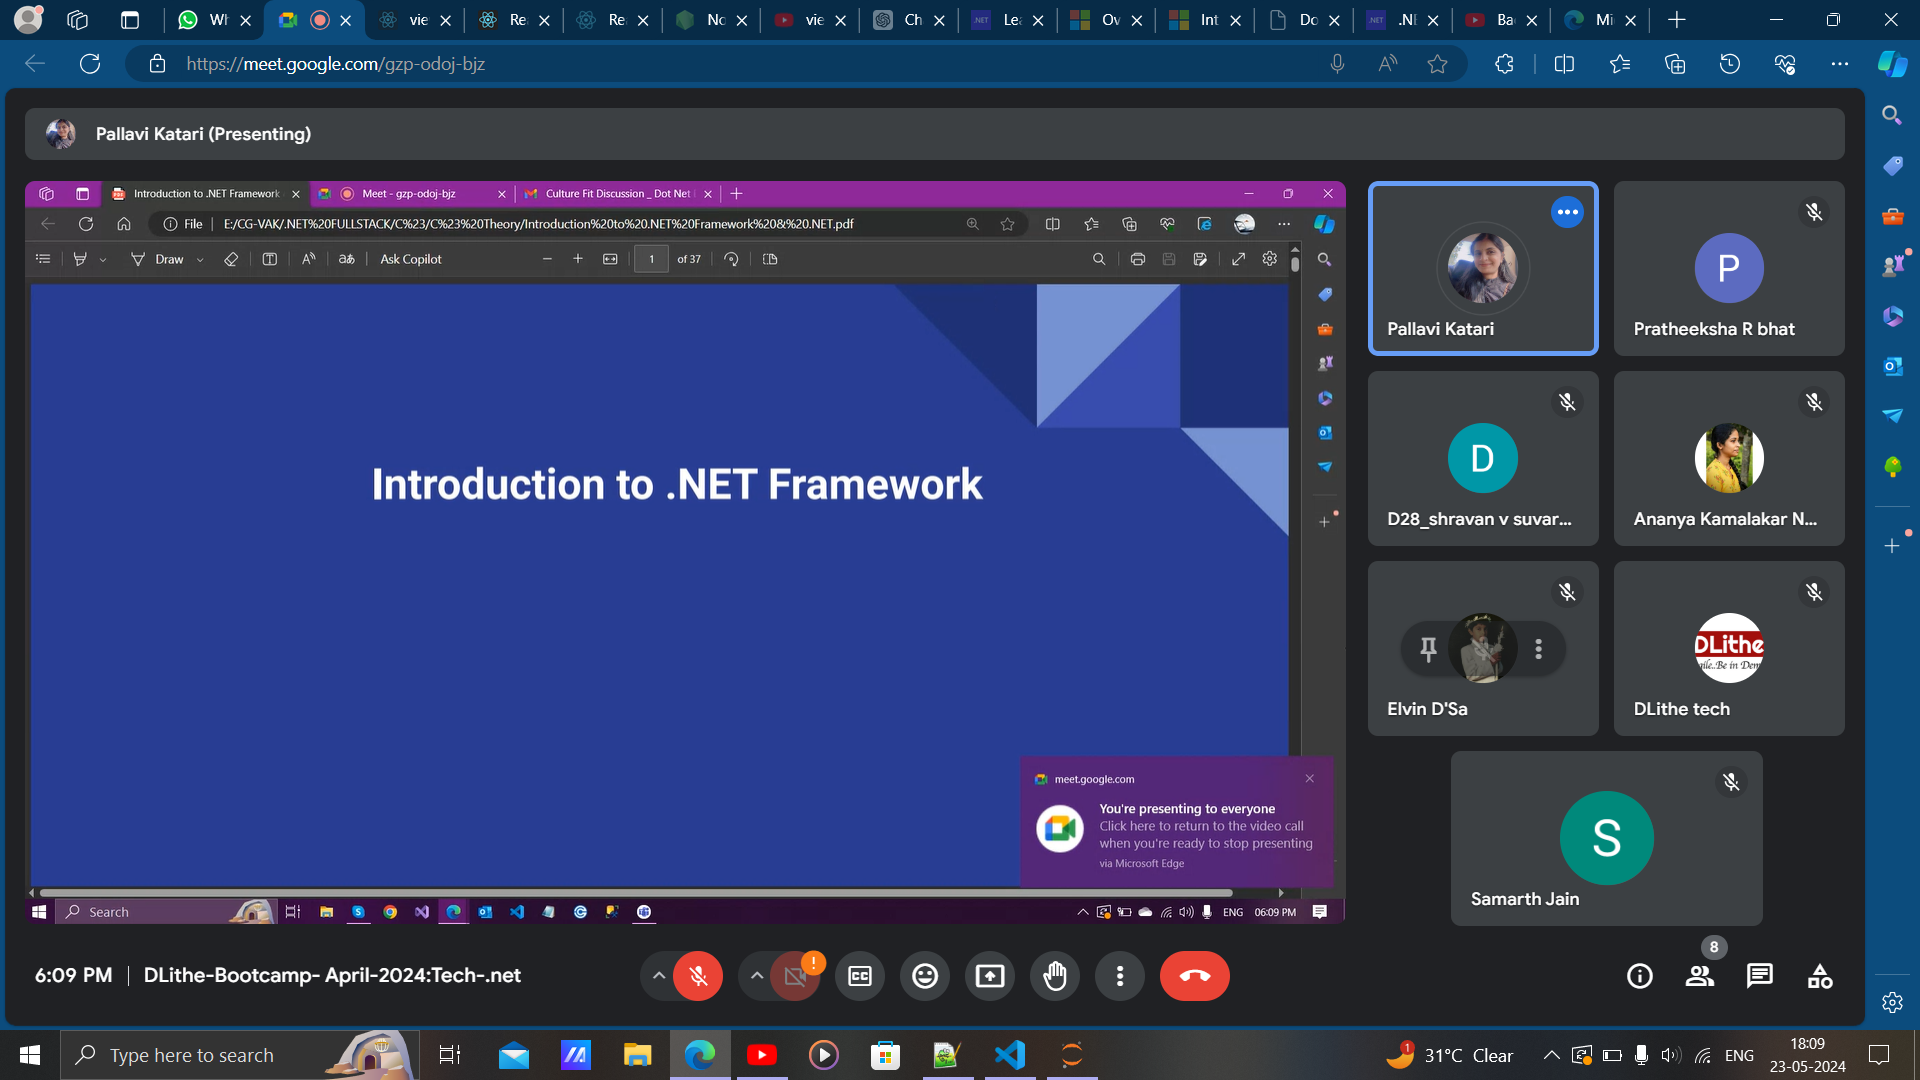 Wh
vie
Rea
Rea
No
vie
Ch
Lea
Ov
Int
Do
.NE
Ba
Mi
https://meet.google.com/gzp-odoj-bjz
Pallavi Katari (Presenting)
Introduction to .NET Framework
Meet - gzp-odoj-bjz
Culture Fit Discussion _ Dot Net
File
E:/CG-VAK/.NET%20FULLSTACK/C%23/C%23%20Theory/Introduction%20to%20.NET%20Framework%20&%20.NET.pdf
Draw
Ask Copilot
1 of 37
Introduction to .NET Framework
meet.google.com
You're presenting to everyone
Click here to return to the video call
when you're ready to stop presenting
via Microsoft Edge
Search
ENG 06:09 PM
Pallavi Katari
P
Pratheeksha R bhat
D
D28_shravan v suvar...
Ananya Kamalakar N...
Elvin D'Sa
DLithe
DLithe tech
S
Samarth Jain
6:09 PM
DLithe-Bootcamp- April-2024:Tech-.net
CC
8
Type here to search
1
31°C Clear
ENG
18:09
23-05-2024